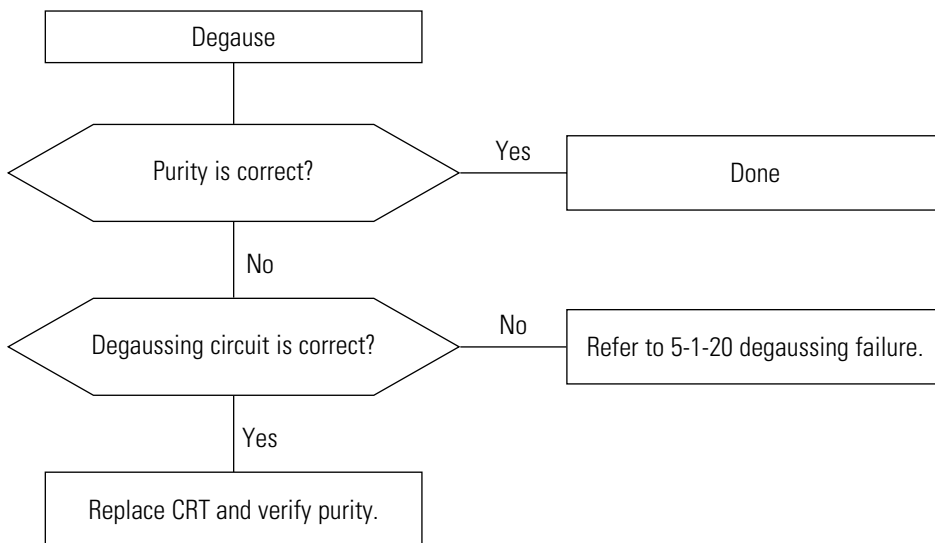 Degause
Purity is correct?
Yes
Done
No
Degaussing circuit is correct?
No
Refer to 5-1-20 degaussing failure.
Yes
Replace CRT and verify purity.